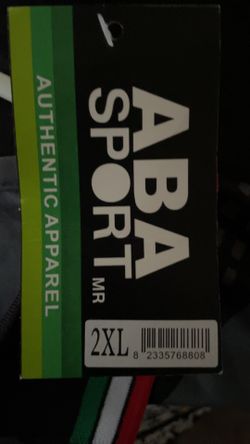 ABA
SPORT MR
AUTHENTIC APPAREL
2XL
8 2335768808